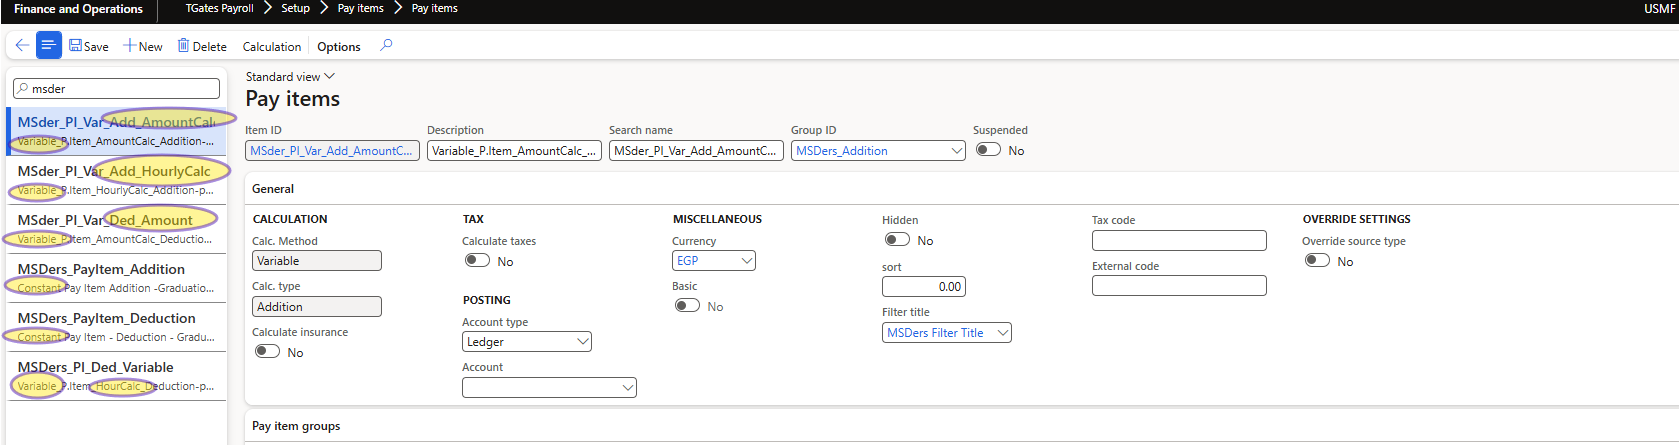 Finance and Operations
TGates Payroll > Setup > Pay items > Pay items
USMF
Save
New
Delete
Calculation
Options
msder
MSder_PI_Var_Add_AmountCal
Variable_P.Item_AmountCalc_Addition-...
MSder_PI_Var_Add_HourlyCalc
Variable_P.Item_HourlyCalc_Addition-p...
MSder_PI_Var_Ded_Amount
Variable_P.Item_AmountCalc_Deductio...
MSDers_PayItem_Addition
Constant Pay Item Addition -Graduatio...
MSDers_PayItem_Deduction
Constant Pay Item - Deduction - Gradu...
MSDers_PI_Ded_Variable
Variable_P.Item_HourCalc_Deduction-p...
Standard view
Pay items
Item ID
MSder_PI_Var_Add_AmountC...
Description
Variable_P.Item_AmountCalc_...
Search name
MSder_PI_Var_Add_AmountC...
Group ID
MSDers_Addition
Suspended
No
General
CALCULATION
Calc. Method
Variable
Calc. type
Addition
Calculate insurance
No
TAX
Calculate taxes
No
POSTING
Account type
Ledger
Account
MISCELLANEOUS
Currency
EGP
Basic
No
Hidden
No
sort
0.00
Filter title
MSDers Filter Title
Tax code
External code
OVERRIDE SETTINGS
Override source type
No
Pay item groups